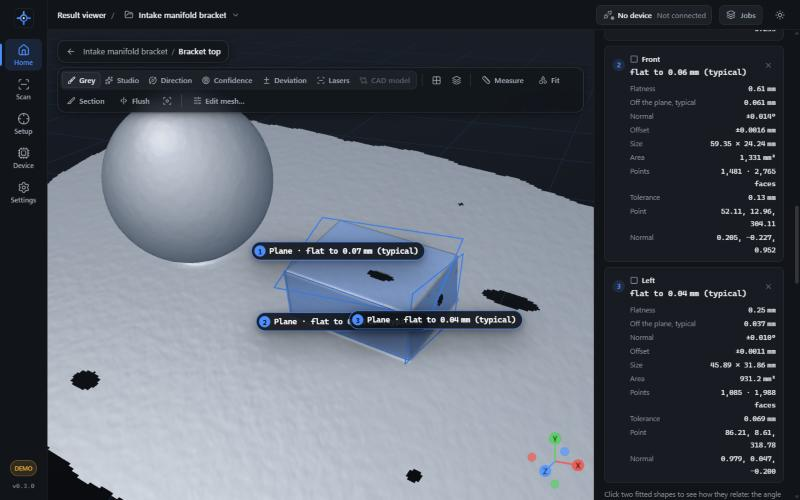 Result viewer / Intake manifold bracket
No device Not connected
Jobs
Home
Scan
Setup
Device
Settings
DEMO
v0.3.0
Intake manifold bracket / Bracket top
Grey Studio Direction Confidence Deviation Lasers CAD model Measure Fit
Section Flush Edit mesh…
1 Plane · flat to 0.07 mm (typical)
2 Plane · flat to
3 Plane · flat to 0.04 mm (typical)
Y
X
Z
2 Front
flat to 0.06 mm (typical)
Flatness 0.61 mm
Off the plane, typical 0.061 mm
Normal ±0.014°
Offset ±0.0016 mm
Size 59.35 × 24.24 mm
Area 1,331 mm²
Points 1,481 · 2,765
faces
Tolerance 0.13 mm
Point 52.11, 12.96,
304.11
Normal 0.205, −0.227,
0.952
3 Left
flat to 0.04 mm (typical)
Flatness 0.25 mm
Off the plane, typical 0.037 mm
Normal ±0.010°
Offset ±0.0011 mm
Size 45.89 × 31.86 mm
Area 931.2 mm²
Points 1,085 · 1,988
faces
Tolerance 0.069 mm
Point 86.21, 8.61,
318.78
Normal 0.979, 0.047,
−0.200
Click two fitted shapes to see how they relate: the angle